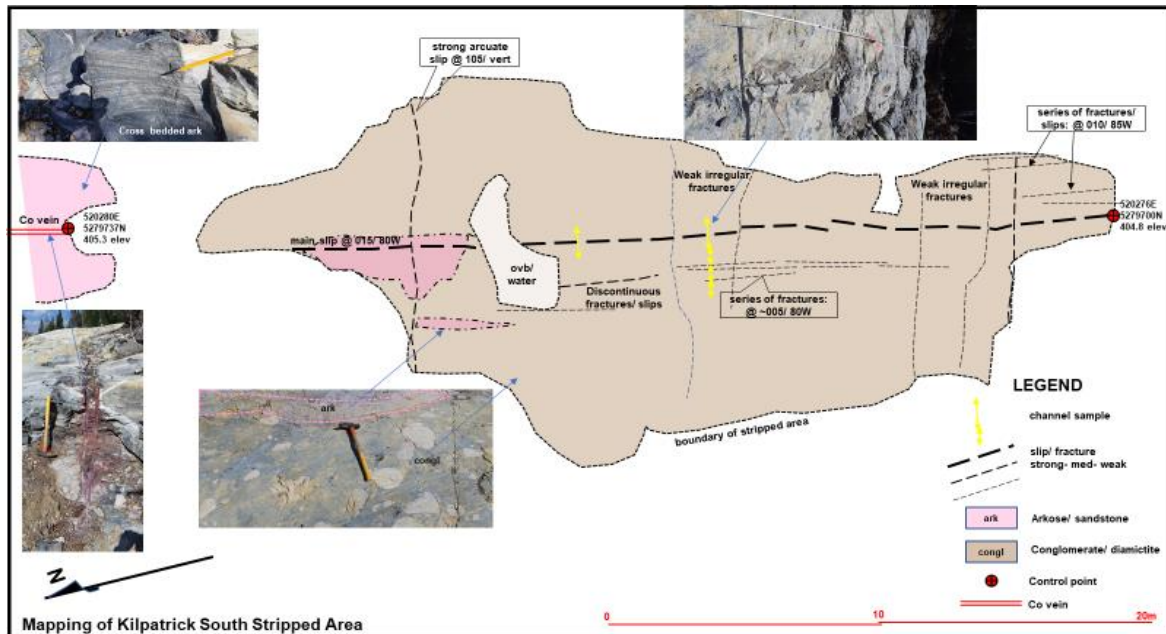 strong arcuate
slip @ 105/ vert
Cross bedded ark
series of fractures/
slips: @ 010/ 85W
Weak irregular
fractures
Weak irregular
fractures
Co vein
520280E
5279737N
405.3 elev
520276E
5279700N
404.8 elev
main slip @ 015/ 80W
ovb/
water
Discontinuous
fractures/ slips
series of fractures:
@ ~005/ 80W
ark
congl
boundary of stripped area
LEGEND
channel sample
slip/ fracture
strong- med- weak
ark
Arkose/ sandstone
congl
Conglomerate/ diamictite
Control point
Co vein
N
Mapping of Kilpatrick South Stripped Area
0
10
20m